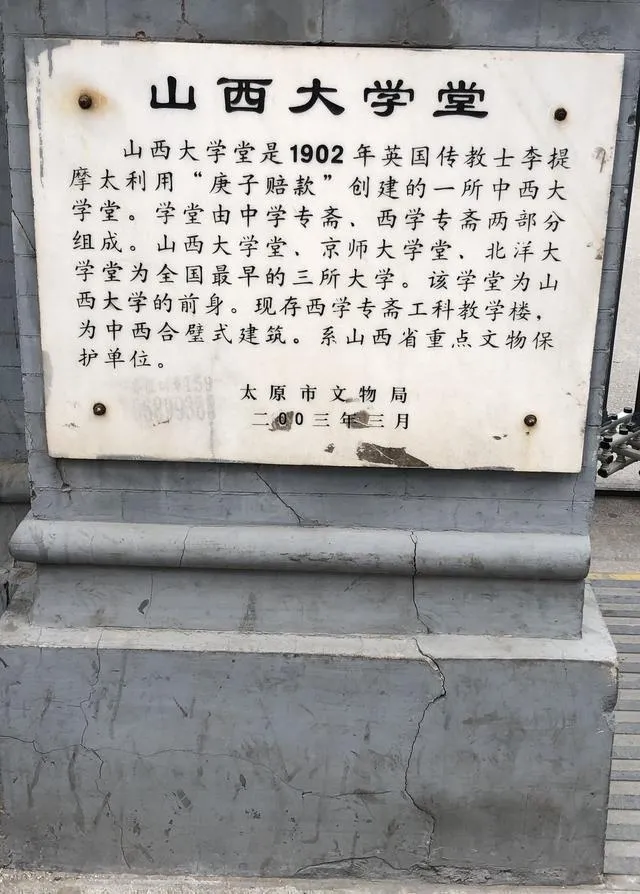 山西大学堂
山西大学堂是1902年英国传教士李提
摩太利用“庚子赔款”创建的一所中西大
学堂。学堂由中学专斋、西学专斋两部分
组成。山西大学堂、京师大学堂、北洋大
学堂为全国最早的三所大学。该学堂为山
西大学的前身。现存西学专斋工科教学楼，
为中西合璧式建筑。系山西省重点文物保
护单位。
太原市文物局
二00三年三月